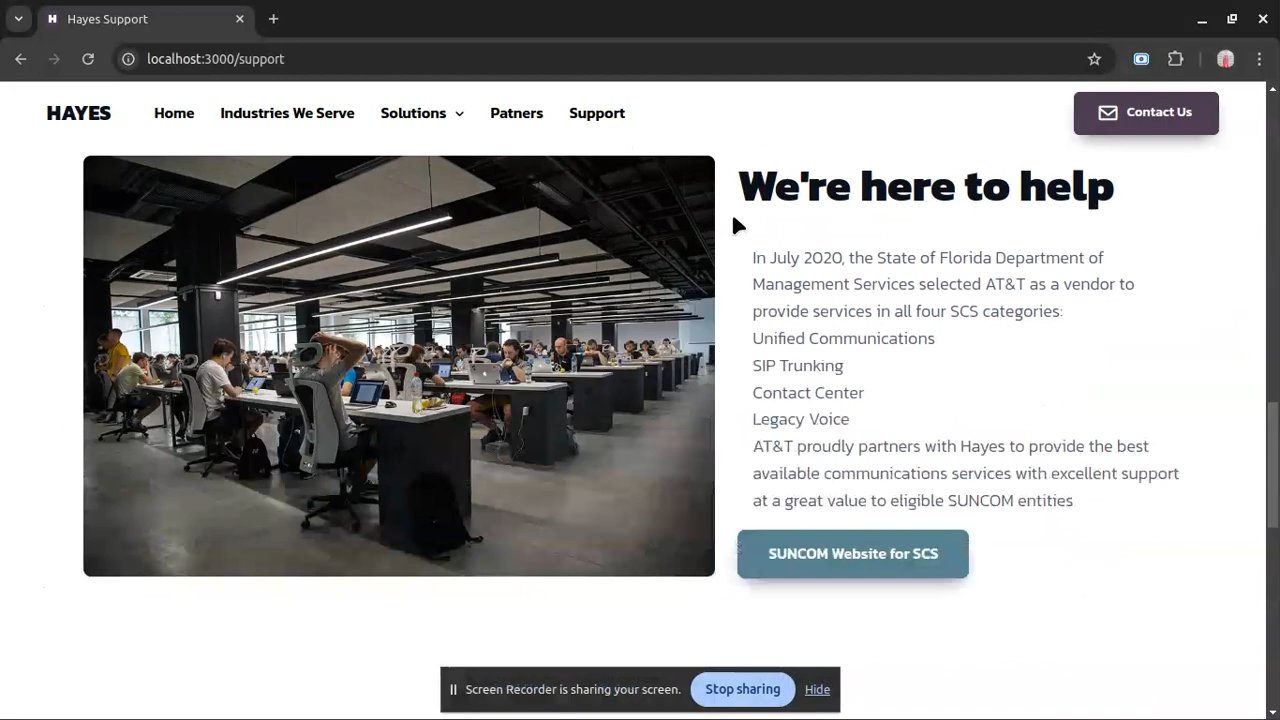 Hayes Support
localhost:3000/support
HAYES
Home
Industries We Serve
Solutions
Patners
Support
Contact Us
We're here to help
In July 2020, the State of Florida Department of
Management Services selected AT&T as a vendor to
provide services in all four SCS categories:
Unified Communications
SIP Trunking
Contact Center
Legacy Voice
AT&T proudly partners with Hayes to provide the best
available communications services with excellent support
at a great value to eligible SUNCOM entities
SUNCOM Website for SCS
Screen Recorder is sharing your screen.
Stop sharing
Hide